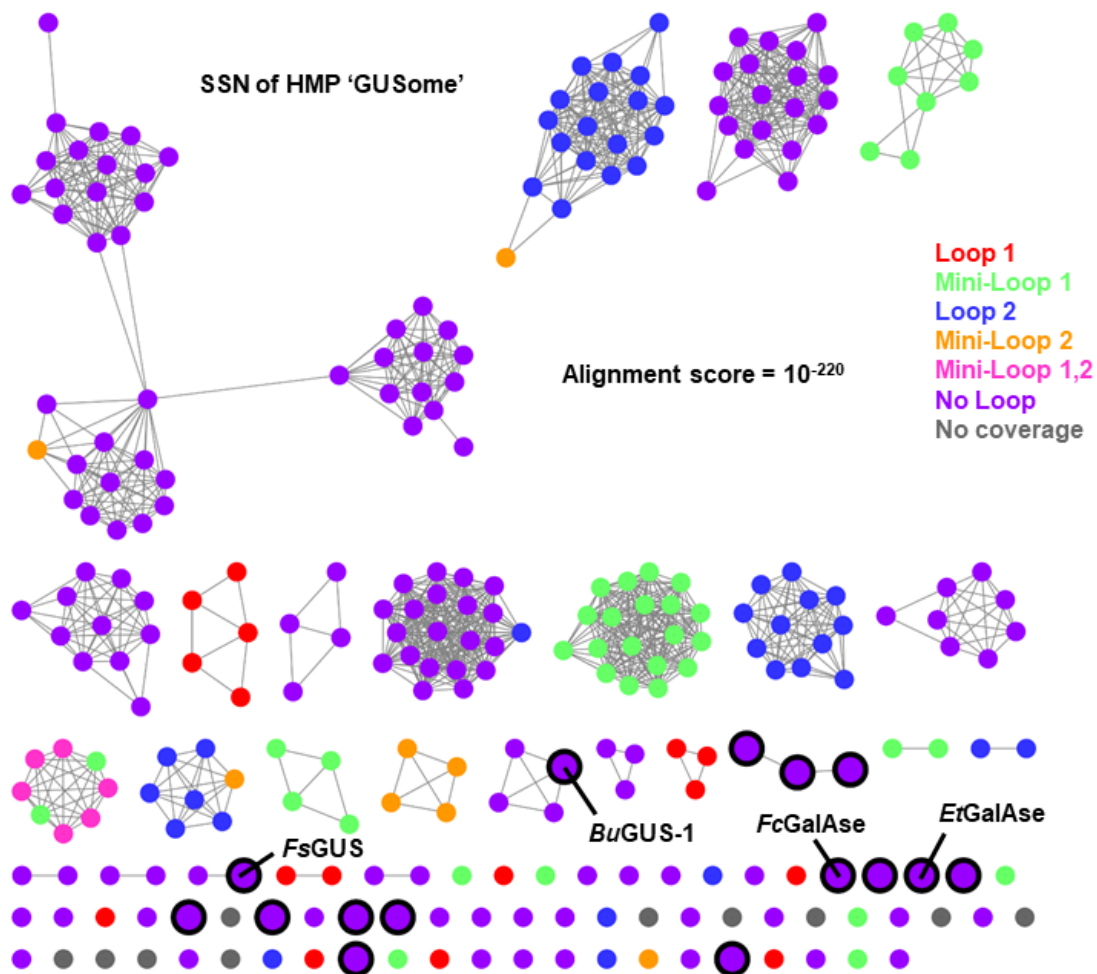 SSN of HMP ‘GUSome’
Loop 1
Mini-Loop 1
Loop 2
Mini-Loop 2
Mini-Loop 1,2
No Loop
No coverage
Alignment score = 10⁻²²⁰
FsGUS
BuGUS-1
FcGalAse
EtGalAse